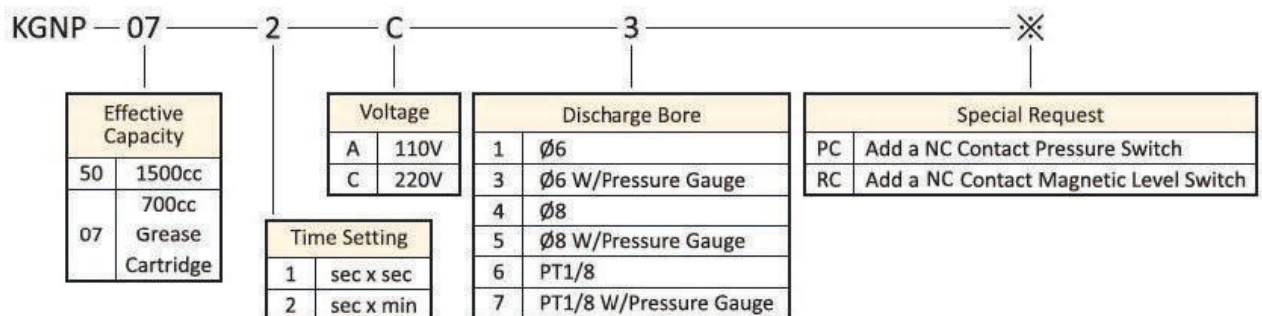 KGNP 07 2 C 3 ※
Effective
Capacity
50 1500cc
07 700cc
Grease
Cartridge
Time Setting
1 sec x sec
2 sec x min
Voltage
A 110V
C 220V
Discharge Bore
1 Ø6
3 Ø6 W/Pressure Gauge
4 Ø8
5 Ø8 W/Pressure Gauge
6 PT1/8
7 PT1/8 W/Pressure Gauge
Special Request
PC Add a NC Contact Pressure Switch
RC Add a NC Contact Magnetic Level Switch